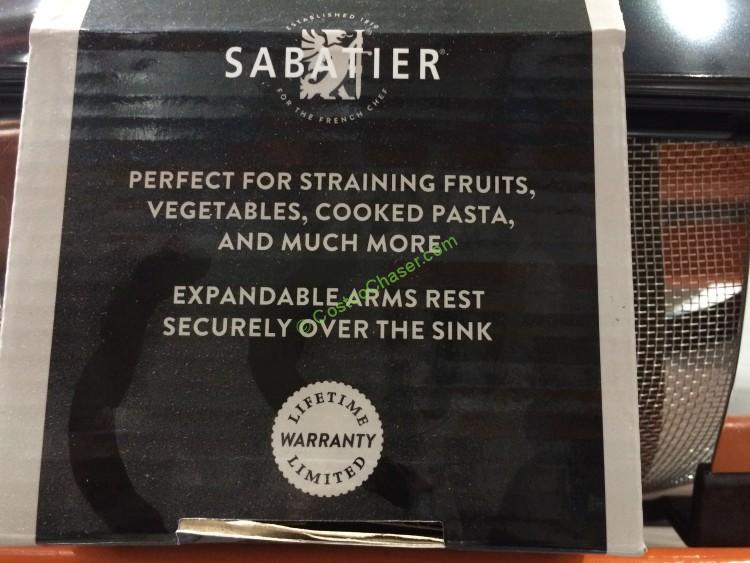 ESTABLISHED 18
SABATIER
FOR THE FRENCH CHEF
PERFECT FOR STRAINING FRUITS,
VEGETABLES, COOKED PASTA,
AND MUCH MORE
EXPANDABLE ARMS REST
SECURELY OVER THE SINK
© CostcoChaser.com
LIFETIME
WARRANTY
LIMITED